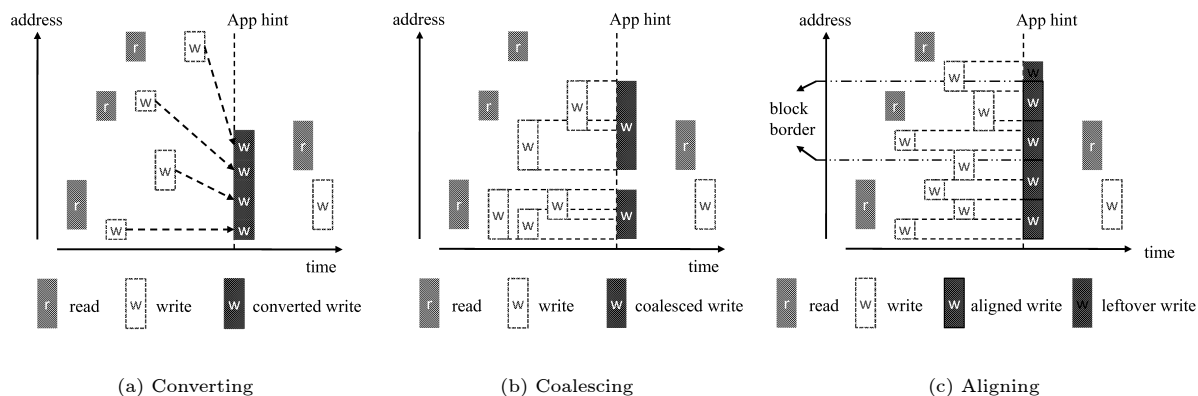 address
App hint
r
w
w
r
w
w
r
r
w
w
r
w
w
w
w
time
r read
w write
w converted write
(a) Converting
address
App hint
r
w
r
w
w
r
r
w
w
w
w
w
w
time
r read
w write
w coalesced write
(b) Coalescing
address
App hint
r
w
w
block
border
r
w
w
w
w
r
w
w
r
w
w
w
w
w
w
time
r read
w write
w aligned write
w leftover write
(c) Aligning